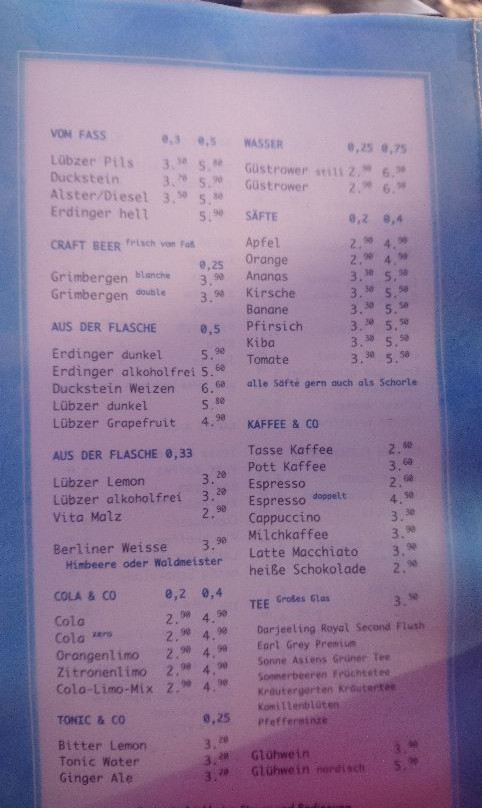 VOM FASS 0,3 0,5
Lübzer Pils 3.50 5.80
Duckstein 3.70 5.90
Alster/Diesel 3.50 5.80
Erdinger hell 5.90
CRAFT BEER frisch vom Faß
0,25
Grimbergen blanche 3.90
Grimbergen double 3.90
AUS DER FLASCHE 0,5
Erdinger dunkel 5.90
Erdinger alkoholfrei 5.60
Duckstein Weizen 6.60
Lübzer dunkel 5.80
Lübzer Grapefruit 4.90
AUS DER FLASCHE 0,33
Lübzer Lemon 3.20
Lübzer alkoholfrei 3.20
Vita Malz 2.90
Berliner Weisse 3.90
Himbeere oder Waldmeister
COLA & CO 0,2 0,4
Cola 2.90 4.90
Cola zero 2.90 4.90
Orangenlimo 2.90 4.90
Zitronenlimo 2.90 4.90
Cola-Limo-Mix 2.90 4.90
TONIC & CO 0,25
Bitter Lemon 3.20
Tonic Water 3.20
Ginger Ale 3.20
WASSER 0,25 0,75
Güstrower still 2.90 6.50
Güstrower 2.90 6.50
SÄFTE 0,2 0,4
Apfel 2.90 4.90
Orange 2.90 4.90
Ananas 3.30 5.50
Kirsche 3.30 5.50
Banane 3.30 5.50
Pfirsich 3.30 5.50
Kiba 3.30 5.50
Tomate 3.30 5.50
alle Säfte gern auch als Schorle
KAFFEE & CO
Tasse Kaffee 2.60
Pott Kaffee 3.60
Espresso 2.60
Espresso doppelt 4.50
Cappuccino 3.30
Milchkaffee 3.90
Latte Macchiato 3.90
heiße Schokolade 2.90
TEE Großes Glas 3.50
Darjeeling Royal Second Flush
Earl Grey Premium
Sonne Asiens Grüner Tee
Sommerbeeren Früchtetee
Kräutergarten Kräutertee
Kamillenblüten
Pfefferminze
Glühwein 3.90
Glühwein nordisch 5.90